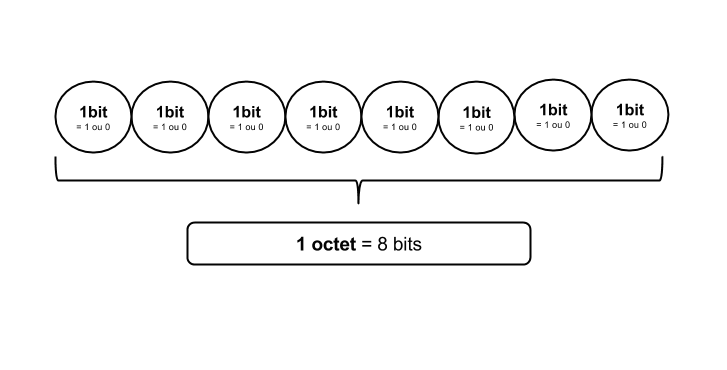 1bit 1bit 1bit 1bit 1bit 1bit 1bit 1bit
= 1 ou 0 = 1 ou 0 = 1 ou 0 = 1 ou 0 = 1 ou 0 = 1 ou 0 = 1 ou 0 = 1 ou 0
1 octet = 8 bits